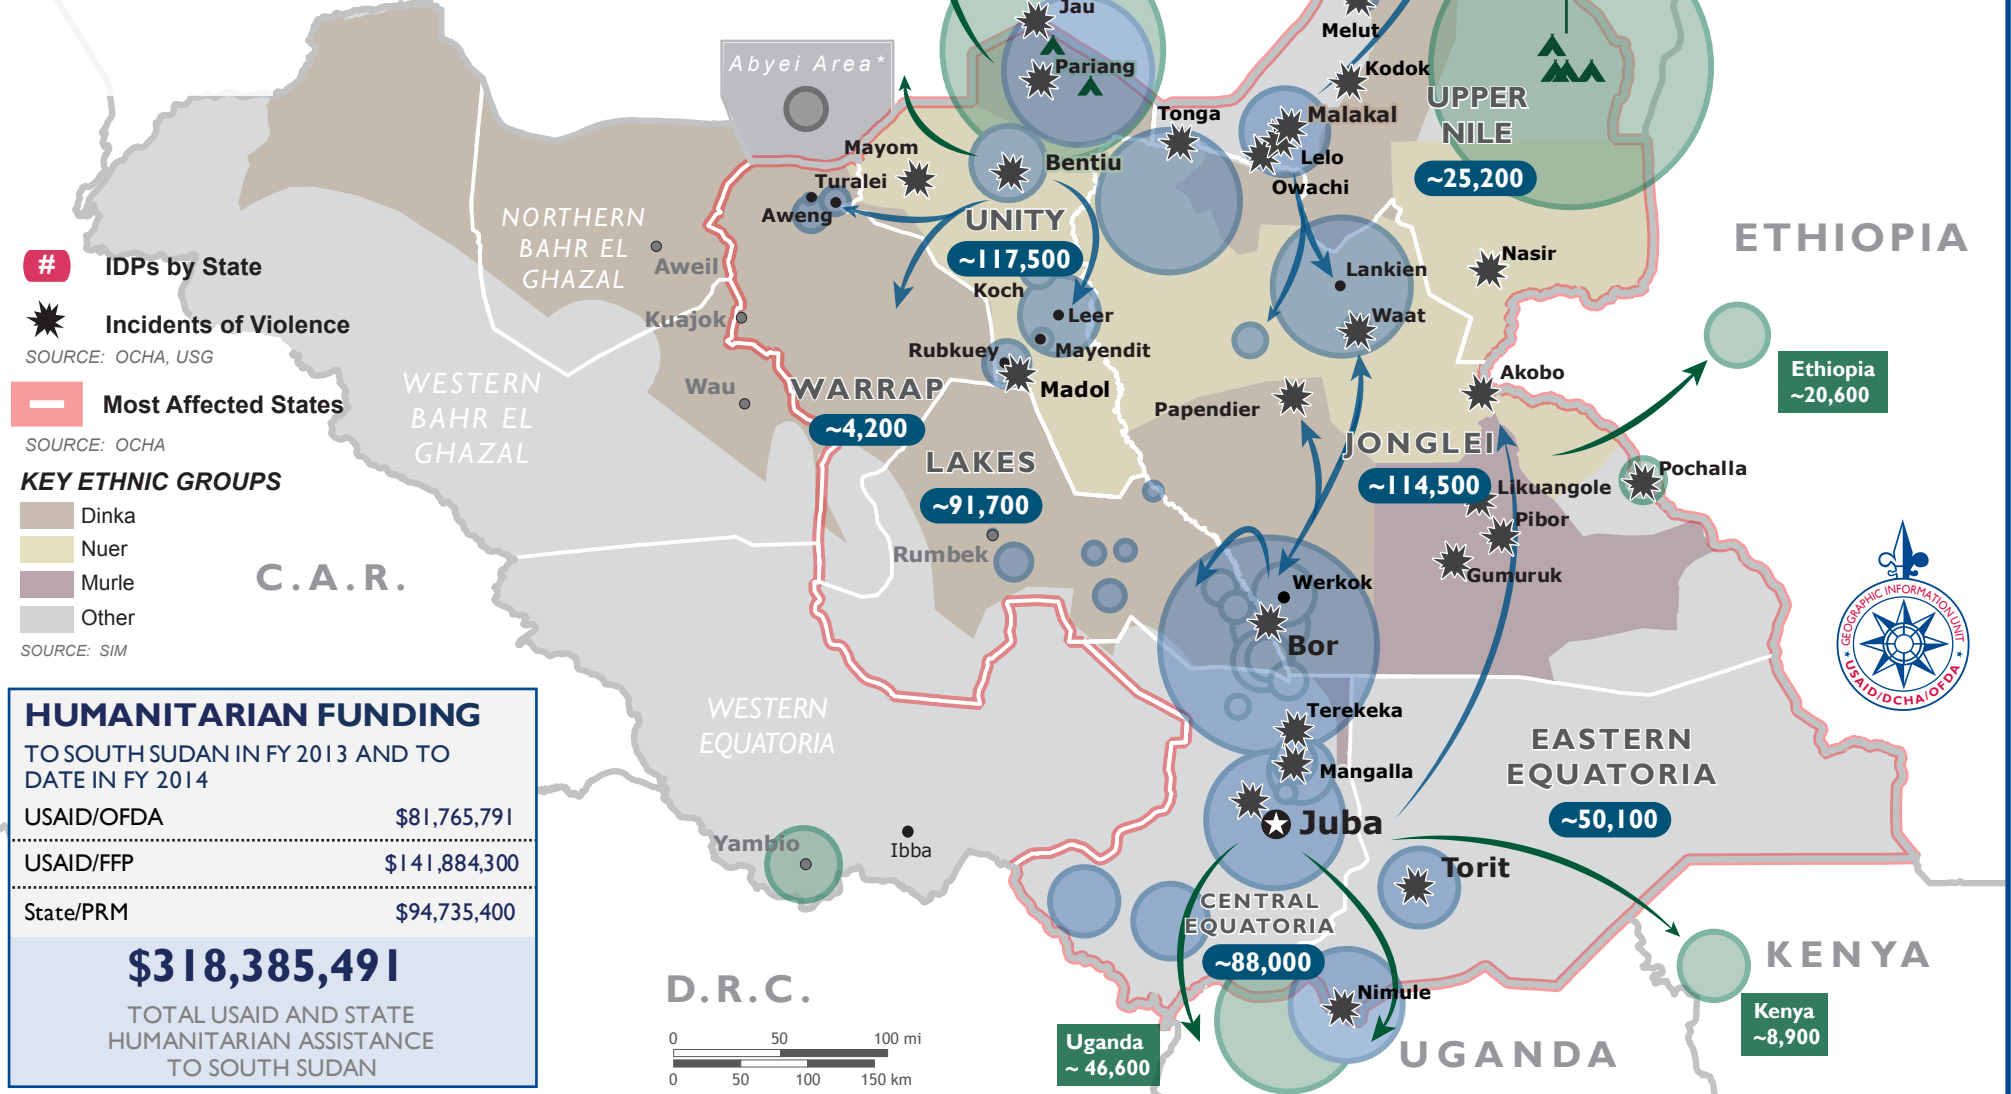 Jau
Melut
Abyei Area*
Pariang
Kodok
UPPER
NILE
~25,200
Tonga
Malakal
Mayom
Bentiu
Lelo
Turalei
Owachi
Aweng
UNITY
~117,500
NORTHERN
BAHR EL
GHAZAL
Aweil
ETHIOPIA
Nasir
Lankien
Koch
Leer
Waat
Kuajok
Rubkuey
Mayendit
Madol
# IDPs by State
Incidents of Violence
SOURCE: OCHA, USG
Most Affected States
SOURCE: OCHA
KEY ETHNIC GROUPS
Dinka
Nuer
Murle
Other
SOURCE: SIM
WESTERN
BAHR EL
GHAZAL
Wau
WARRAP
~4,200
Akobo
Ethiopia
~20,600
Papendier
JONGLEI
~114,500
LAKES
~91,700
Pochalla
Likuangole
Pibor
Gumuruk
Rumbek
C.A.R.
Werkok
Bor
GEOGRAPHIC INFORMATION UNIT
USAID/DCHA/OFDA
HUMANITARIAN FUNDING
TO SOUTH SUDAN IN FY 2013 AND TO
DATE IN FY 2014
USAID/OFDA $81,765,791
USAID/FFP $141,884,300
State/PRM $94,735,400
$318,385,491
TOTAL USAID AND STATE
HUMANITARIAN ASSISTANCE
TO SOUTH SUDAN
WESTERN
EQUATORIA
Terekeka
Mangalla
EASTERN
EQUATORIA
~50,100
Juba
Yambio
Ibba
Torit
CENTRAL
EQUATORIA
~88,000
KENYA
D.R.C.
Nimule
Kenya
~8,900
Uganda
~ 46,600
UGANDA
0 50 100 mi
0 50 100 150 km